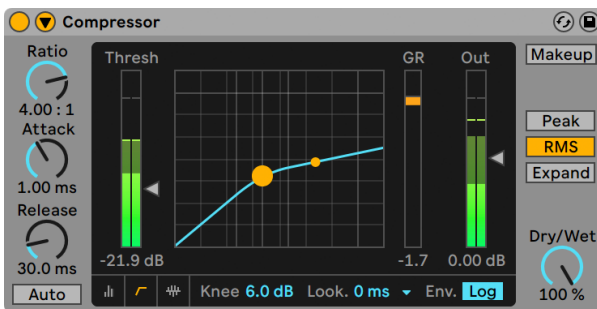 Compressor
Ratio
4.00 : 1
Attack
1.00 ms
Release
30.0 ms
Auto
Thresh
-21.9 dB
GR
-1.7
Out
0.00 dB
Knee 6.0 dB Look. 0 ms Env. Log
Makeup
Peak
RMS
Expand
Dry/Wet
100 %